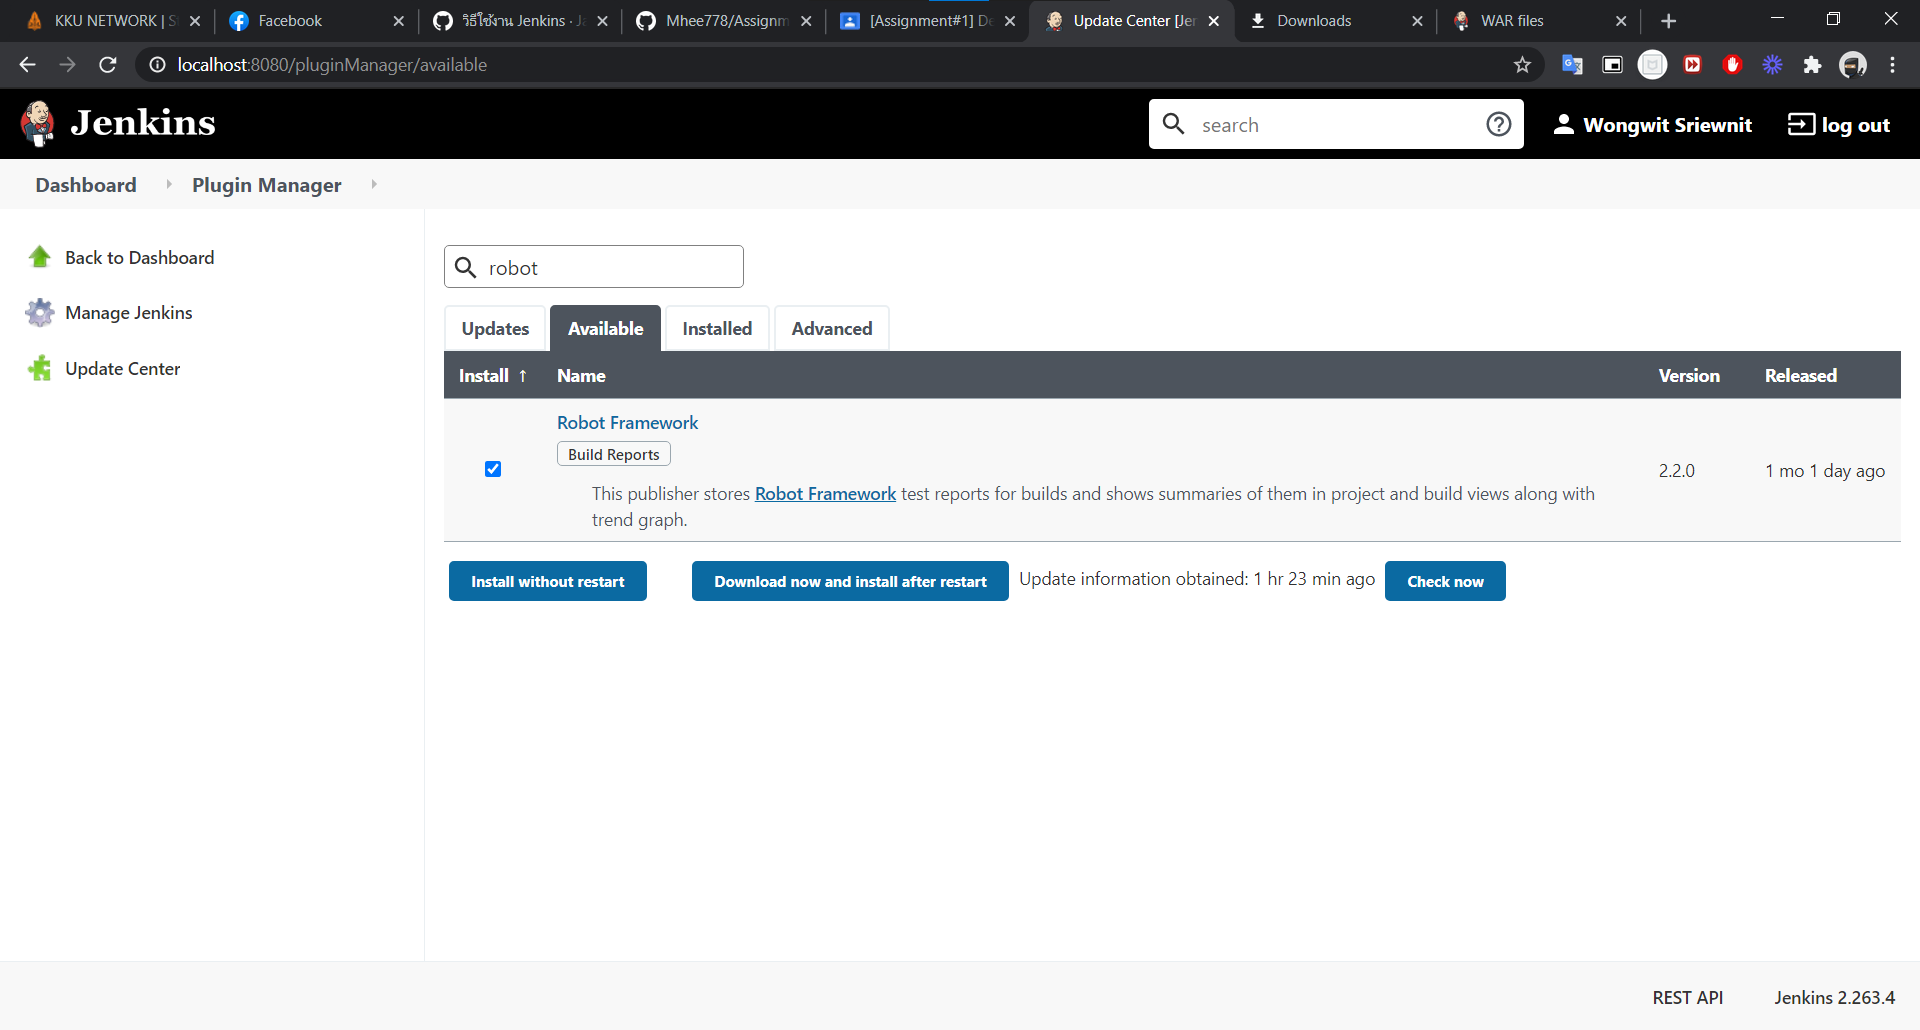 KKU NETWORK | S
Facebook
วิธีใช้งาน Jenkins · Ja
Mhee778/Assignm
[Assignment#1] De
Update Center [Jen
Downloads
WAR files
localhost:8080/pluginManager/available
Jenkins
search
Wongwit Sriewnit
log out
Dashboard
Plugin Manager
Back to Dashboard
Manage Jenkins
Update Center
robot
Updates
Available
Installed
Advanced
Install ↑ Name Version Released
Robot Framework
Build Reports
This publisher stores Robot Framework test reports for builds and shows summaries of them in project and build views along with
trend graph.
2.2.0
1 mo 1 day ago
Install without restart
Download now and install after restart
Update information obtained: 1 hr 23 min ago
Check now
REST API
Jenkins 2.263.4